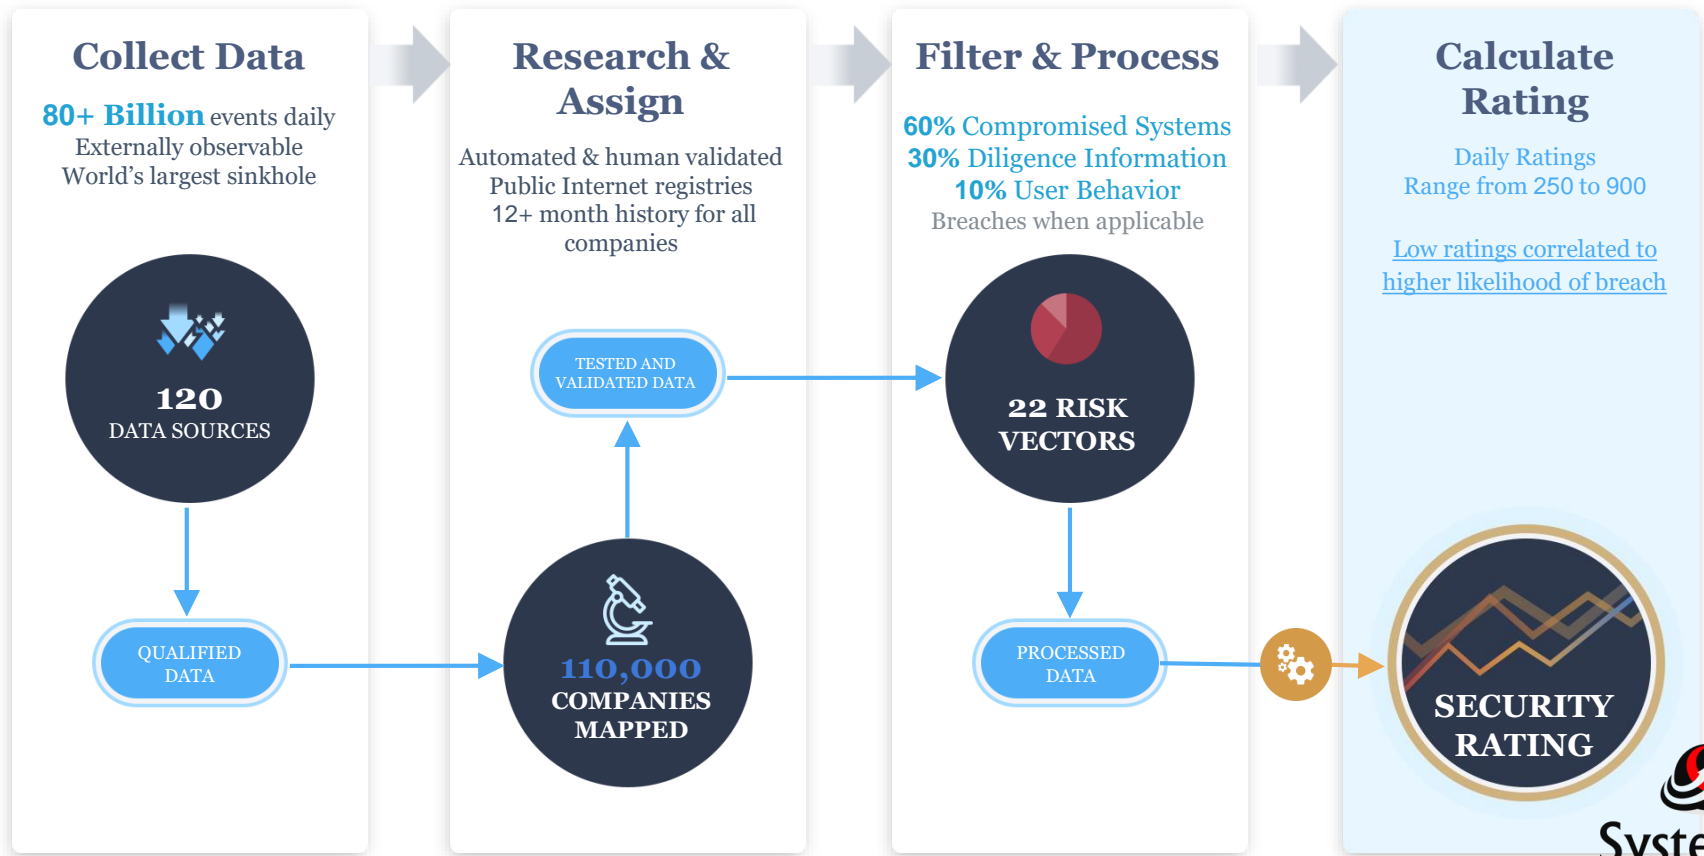 Collect Data
80+ Billion events daily
Externally observable
World’s largest sinkhole
120
DATA SOURCES
QUALIFIED
DATA
Research &
Assign
Automated & human validated
Public Internet registries
12+ month history for all
companies
TESTED AND
VALIDATED DATA
110,000
COMPANIES
MAPPED
Filter & Process
60% Compromised Systems
30% Diligence Information
10% User Behavior
Breaches when applicable
22 RISK
VECTORS
PROCESSED
DATA
Calculate
Rating
Daily Ratings
Range from 250 to 900
Low ratings correlated to
higher likelihood of breach
SECURITY
RATING